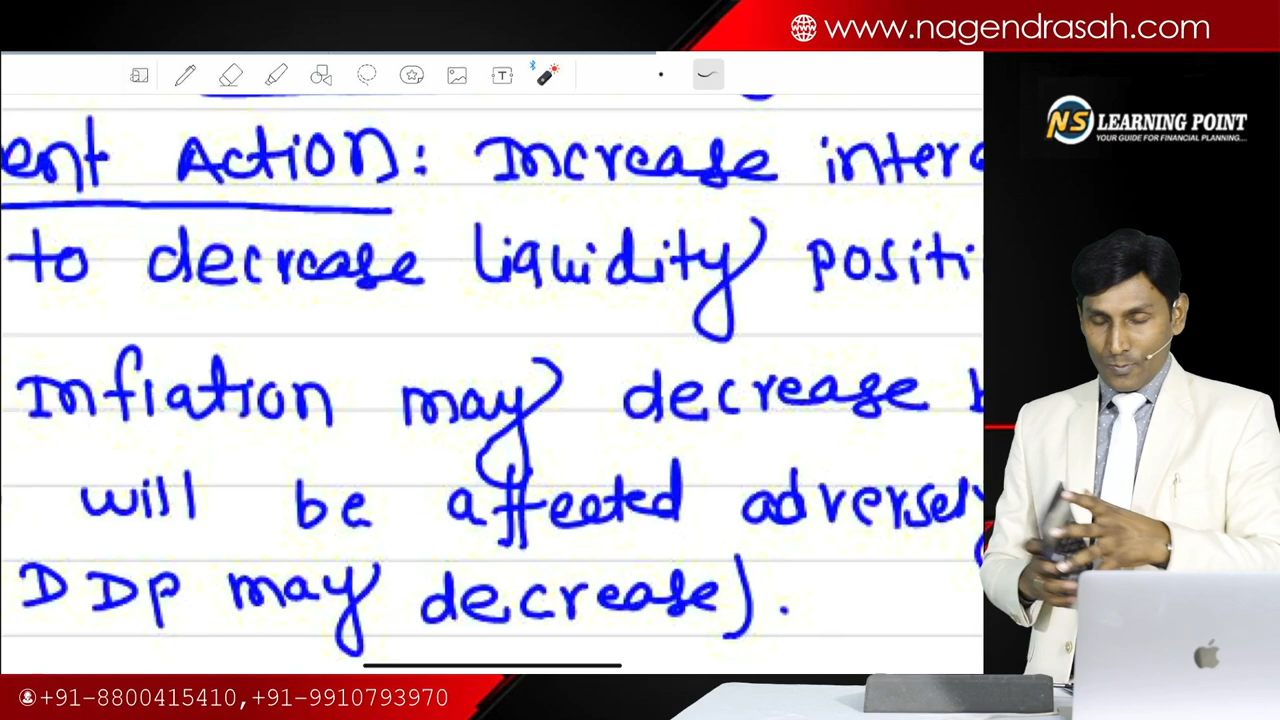 www.nagendrasah.com
NS LEARNING POINT
YOUR GUIDE FOR FINANCIAL PLANNING....
ent Action: Increase inter
to decrease liquidity positi
Inflation may decrease
will be affected adversely
DDP may decrease).
+91-8800415410,+91-9910793970